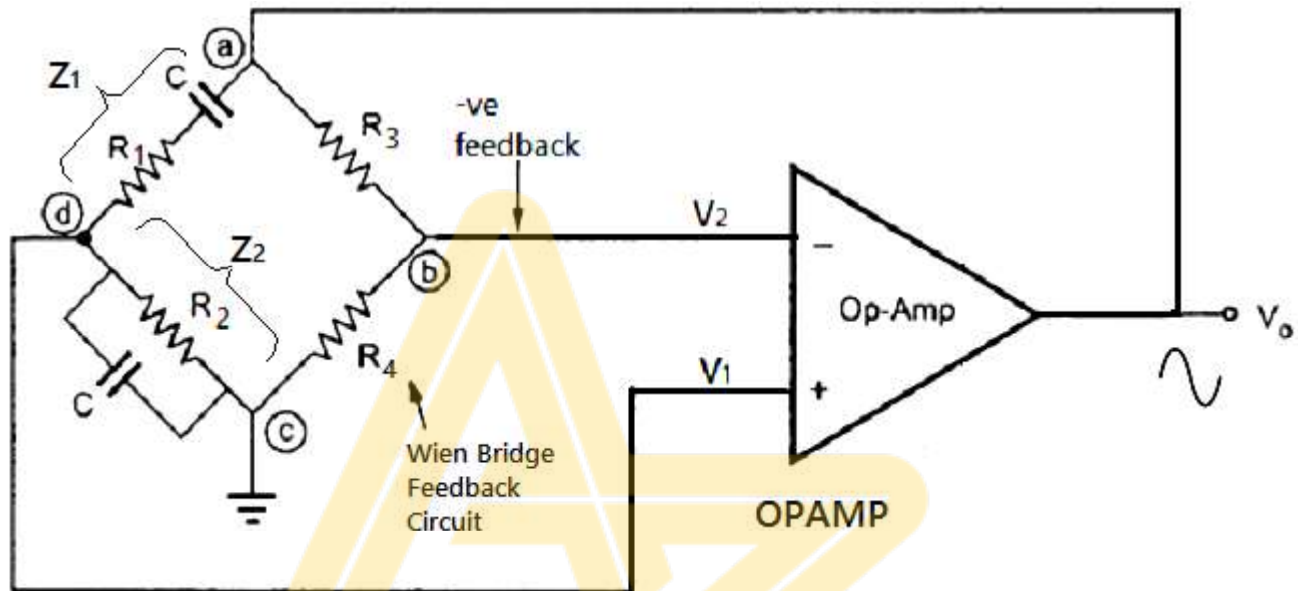 a
Z1
C
R1
R3
-ve
feedback
d
Z2
V2
−
b
R2
Op-Amp
Vo
R4
V1
+
C
c
Wien Bridge
Feedback
Circuit
OPAMP